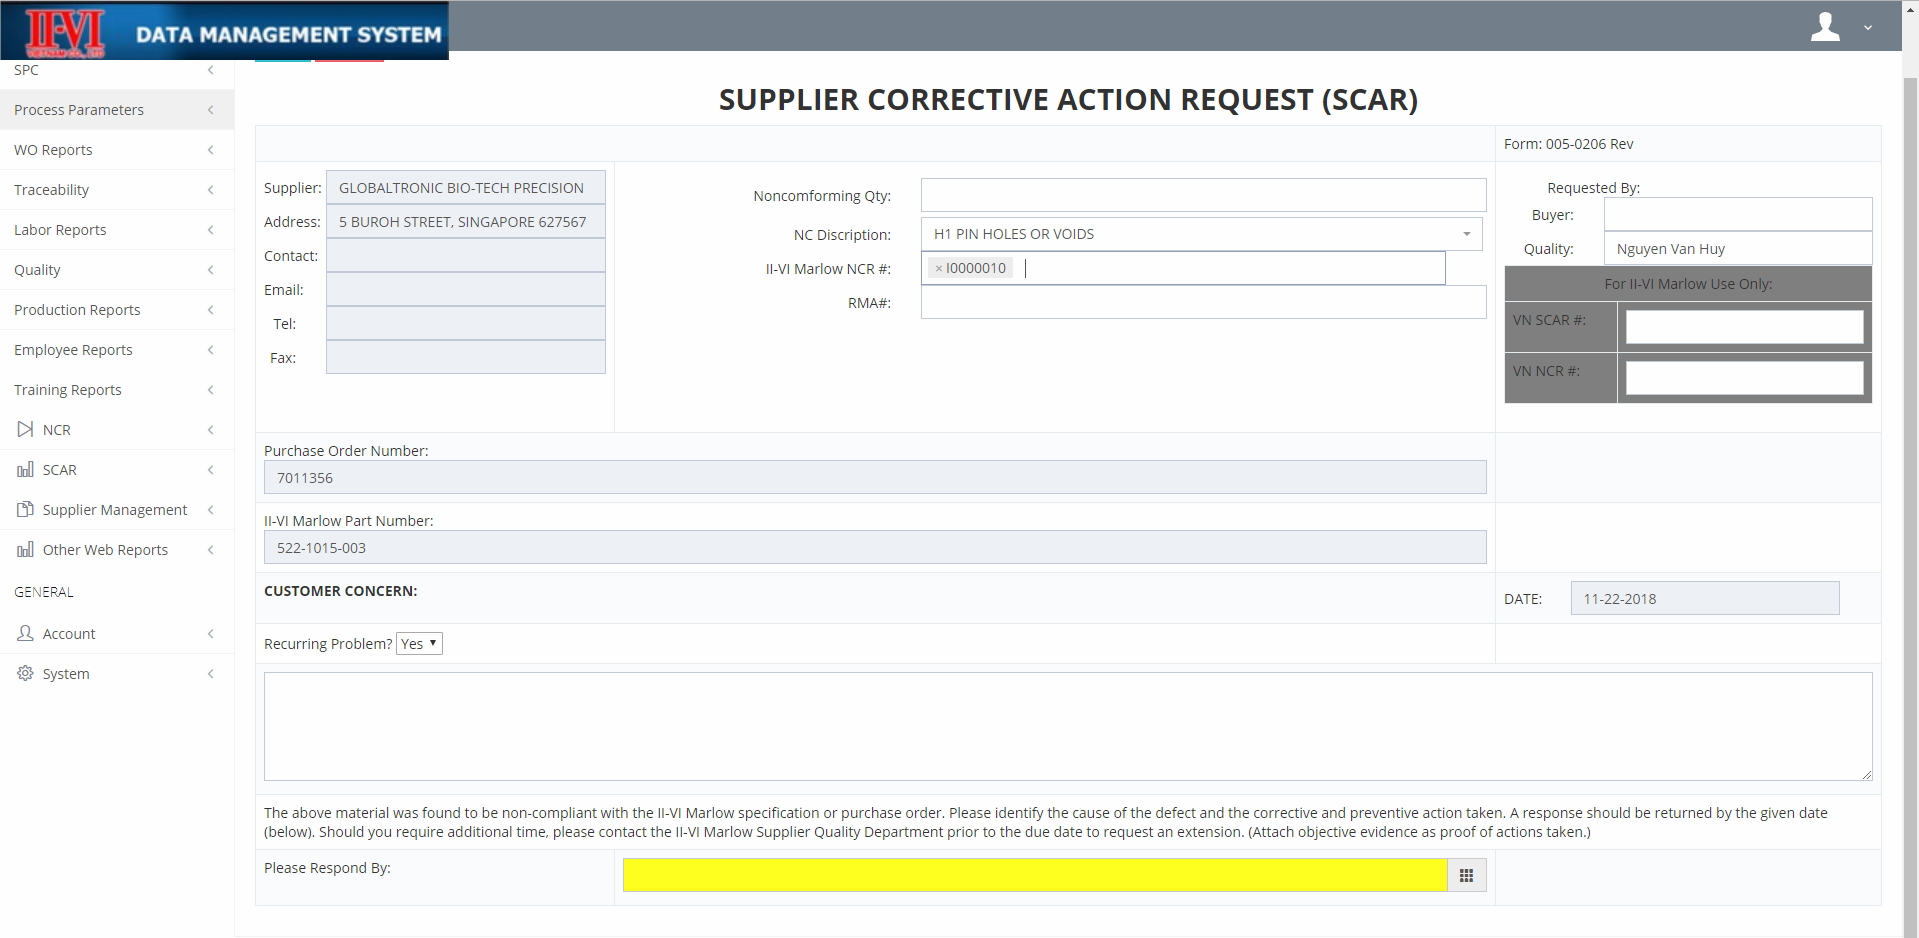 II-VI
VIETNAM CO., LTD
DATA MANAGEMENT SYSTEM
SPC
Process Parameters
WO Reports
Traceability
Labor Reports
Quality
Production Reports
Employee Reports
Training Reports
NCR
SCAR
Supplier Management
Other Web Reports
GENERAL
Account
System
SUPPLIER CORRECTIVE ACTION REQUEST (SCAR)
Form: 005-0206 Rev
Supplier: GLOBALTRONIC BIO-TECH PRECISION
Address: 5 BUROH STREET, SINGAPORE 627567
Contact:
Email:
Tel:
Fax:
Noncomforming Qty:
NC Discription: H1 PIN HOLES OR VOIDS
II-VI Marlow NCR #: × I0000010
RMA#:
Requested By:
Buyer:
Quality: Nguyen Van Huy
For II-VI Marlow Use Only:
VN SCAR #:
VN NCR #:
Purchase Order Number:
7011356
II-VI Marlow Part Number:
522-1015-003
CUSTOMER CONCERN:
DATE: 11-22-2018
Recurring Problem? Yes
The above material was found to be non-compliant with the II-VI Marlow specification or purchase order. Please identify the cause of the defect and the corrective and preventive action taken. A response should be returned by the given date
(below). Should you require additional time, please contact the II-VI Marlow Supplier Quality Department prior to the due date to request an extension. (Attach objective evidence as proof of actions taken.)
Please Respond By: